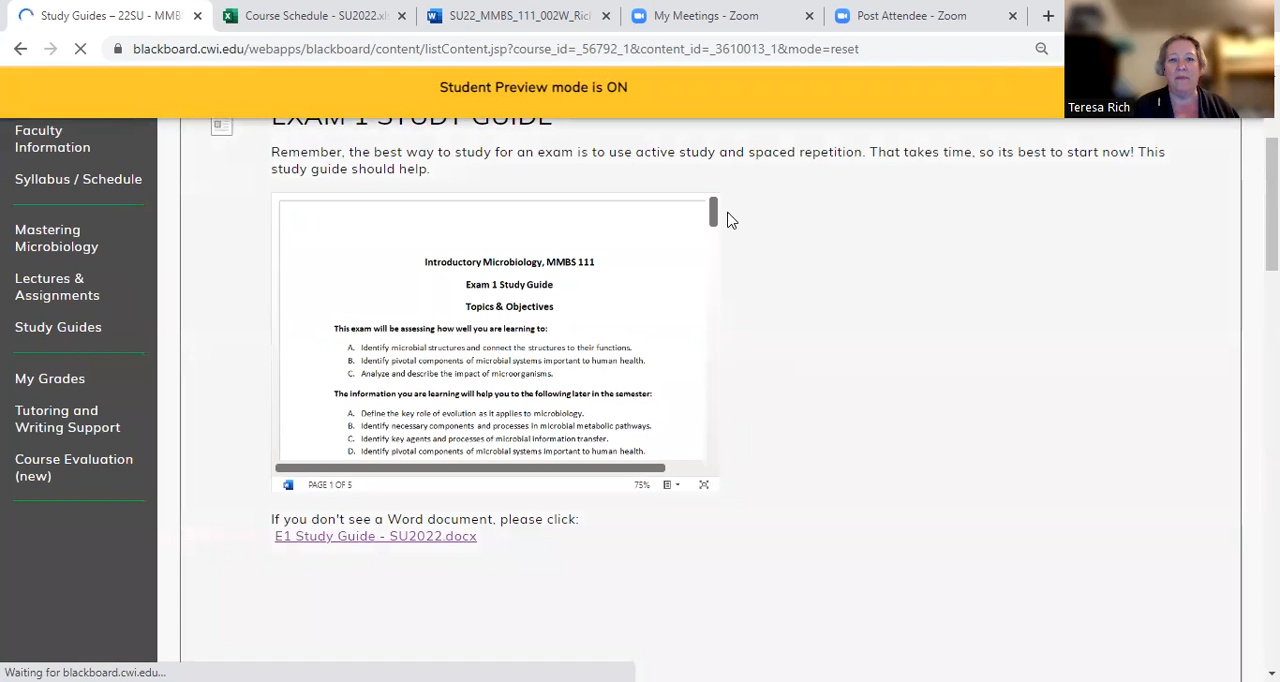 Study Guides – 22SU - MMB
Course Schedule - SU2022.xl
SU22_MMBS_111_002W_Ric
My Meetings - Zoom
Post Attendee - Zoom
blackboard.cwi.edu/webapps/blackboard/content/listContent.jsp?course_id=_56792_1&content_id=_3610013_1&mode=reset
Student Preview mode is ON
Teresa Rich
Faculty
Information
Syllabus / Schedule
Mastering
Microbiology
Lectures &
Assignments
Study Guides
My Grades
Tutoring and
Writing Support
Course Evaluation
(new)
EXAM 1 STUDY GUIDE
Remember, the best way to study for an exam is to use active study and spaced repetition. That takes time, so its best to start now! This
study guide should help.
Introductory Microbiology, MMBS 111
Exam 1 Study Guide
Topics & Objectives
This exam will be assessing how well you are learning to:
A. Identify microbial structures and connect the structures to their functions.
B. Identify pivotal components of microbial systems important to human health.
C. Analyze and describe the impact of microorganisms.
The information you are learning will help you to the following later in the semester:
A. Define the key role of evolution as it applies to microbiology.
B. Identify necessary components and processes in microbial metabolic pathways.
C. Identify key agents and processes of microbial information transfer.
D. Identify pivotal components of microbial systems important to human health.
PAGE 1 OF 5
75%
If you don't see a Word document, please click:
E1 Study Guide - SU2022.docx
Waiting for blackboard.cwi.edu...